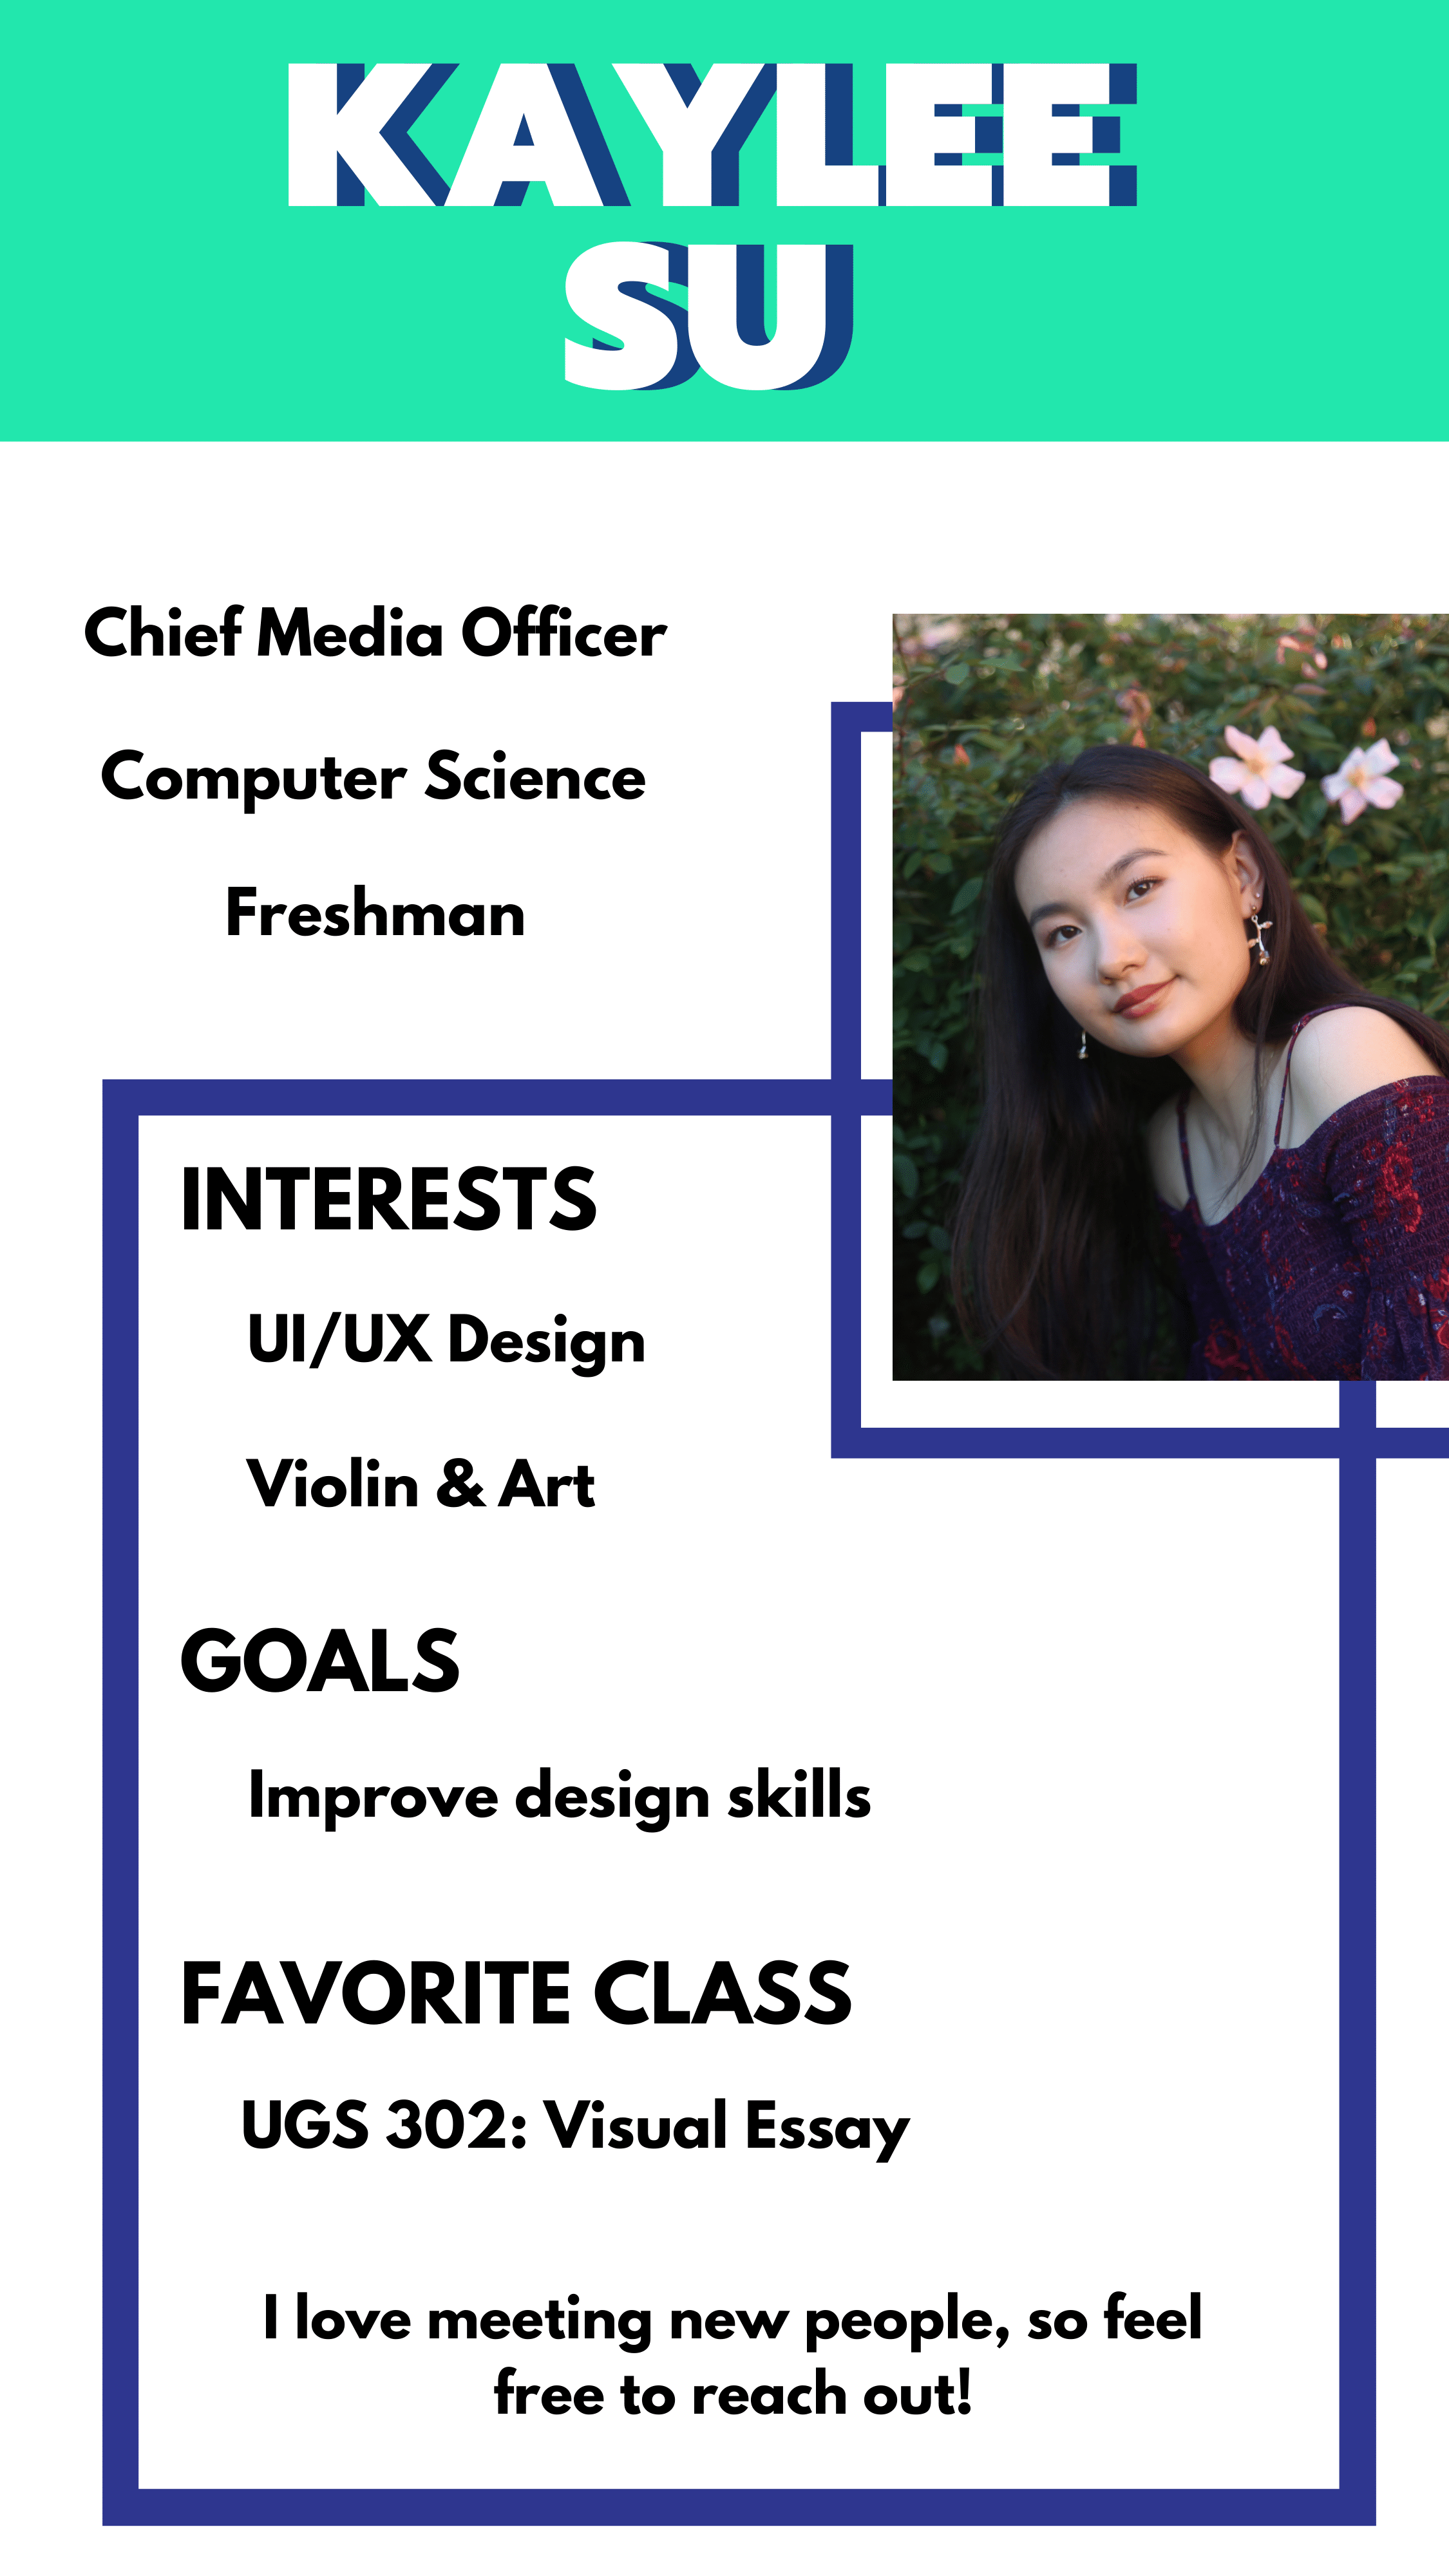 KAYLEE
SU
Chief Media Officer
Computer Science
Freshman
INTERESTS
UI/UX Design
Violin & Art
GOALS
Improve design skills
FAVORITE CLASS
UGS 302: Visual Essay
I love meeting new people, so feel
free to reach out!